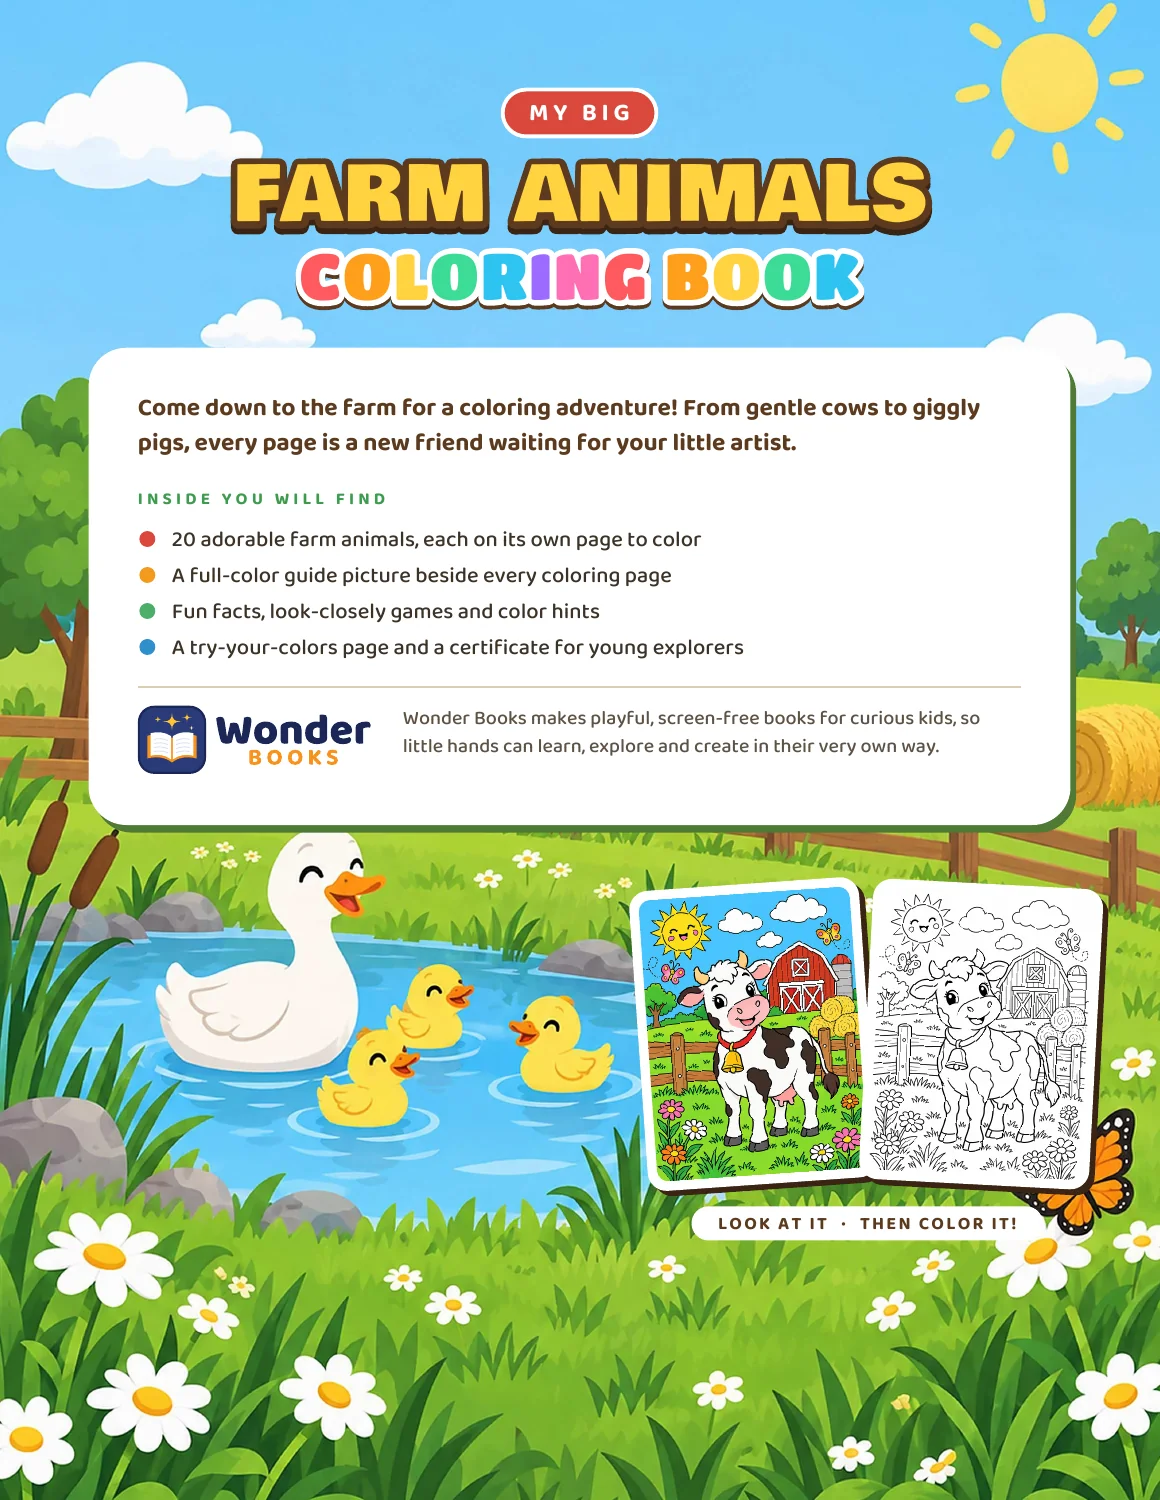 MY BIG
FARM ANIMALS
COLORING BOOK
Come down to the farm for a coloring adventure! From gentle cows to giggly
pigs, every page is a new friend waiting for your little artist.
INSIDE YOU WILL FIND
20 adorable farm animals, each on its own page to color
A full-color guide picture beside every coloring page
Fun facts, look-closely games and color hints
A try-your-colors page and a certificate for young explorers
Wonder
BOOKS
Wonder Books makes playful, screen-free books for curious kids, so
little hands can learn, explore and create in their very own way.
LOOK AT IT · THEN COLOR IT!